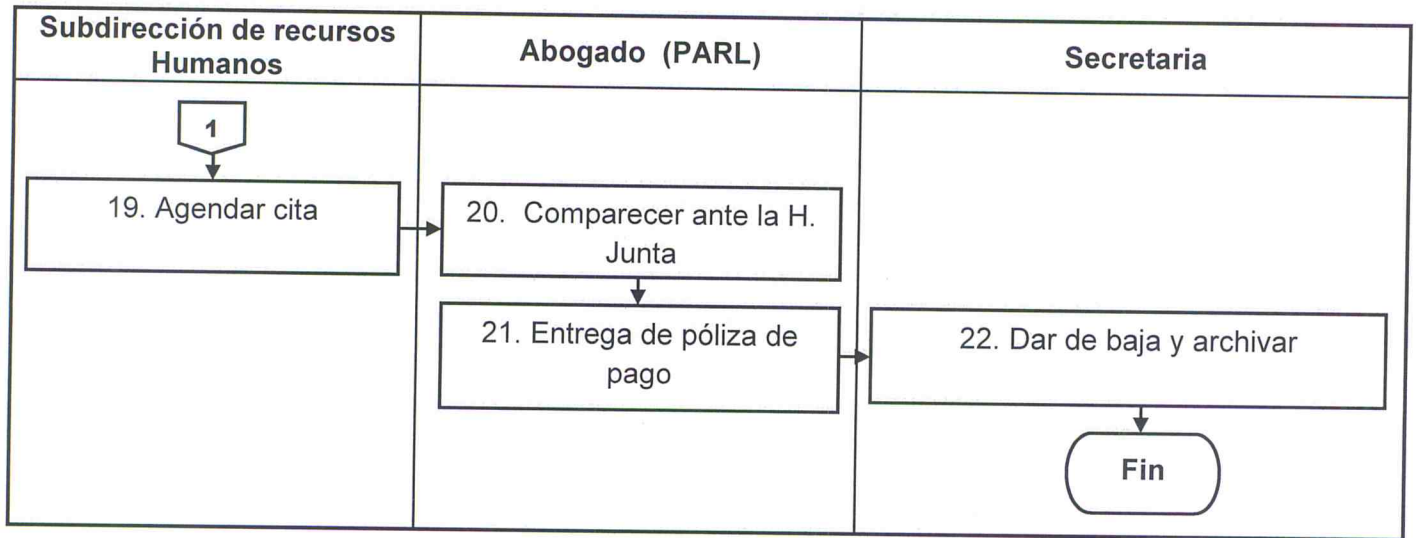 Subdirección de recursos
Humanos
Abogado (PARL)
Secretaria
1
19. Agendar cita
20. Comparecer ante la H.
Junta
21. Entrega de póliza de
pago
22. Dar de baja y archivar
Fin